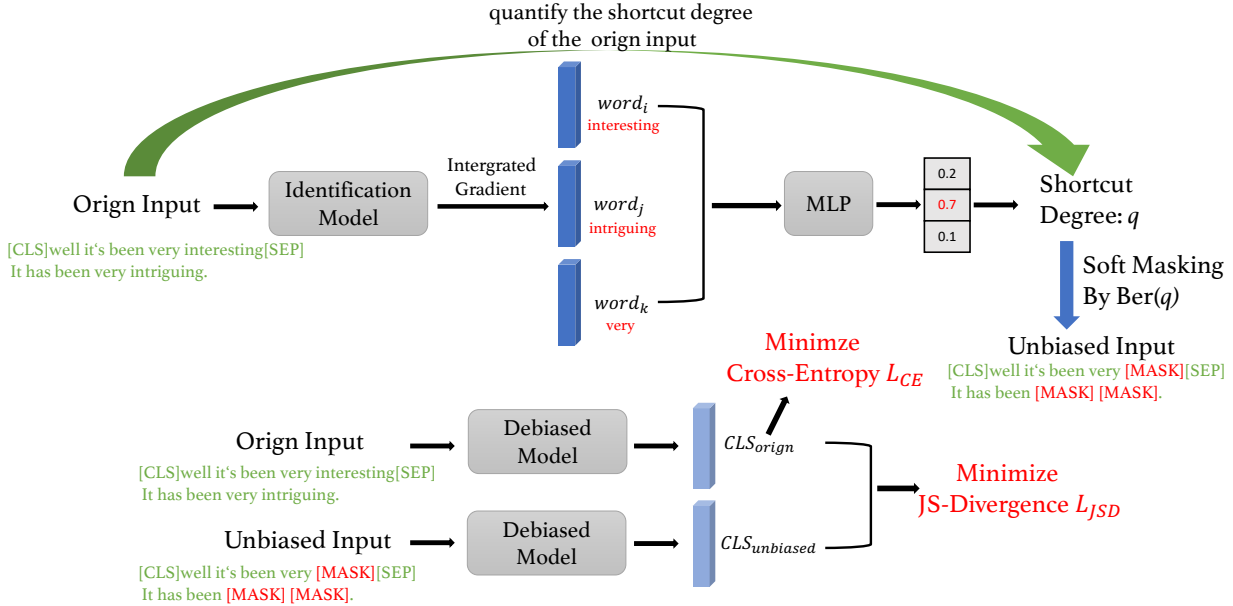 quantify the shortcut degree
of the orign input
word_i
interesting
Intergrated
Gradient
Orign Input
Identification
Model
word_j
intriguing
MLP
0.2
0.7
0.1
Shortcut
Degree: q
[CLS]well it‘s been very interesting[SEP]
It has been very intriguing.
word_k
very
Soft Masking
By Ber(q)
Unbiased Input
[CLS]well it‘s been very [MASK][SEP]
It has been [MASK] [MASK].
Minimze
Cross-Entropy L_CE
Orign Input
[CLS]well it‘s been very interesting[SEP]
It has been very intriguing.
Debiased
Model
CLS_orign
Minimize
JS-Divergence L_JSD
Unbiased Input
[CLS]well it‘s been very [MASK][SEP]
It has been [MASK] [MASK].
Debiased
Model
CLS_unbiased